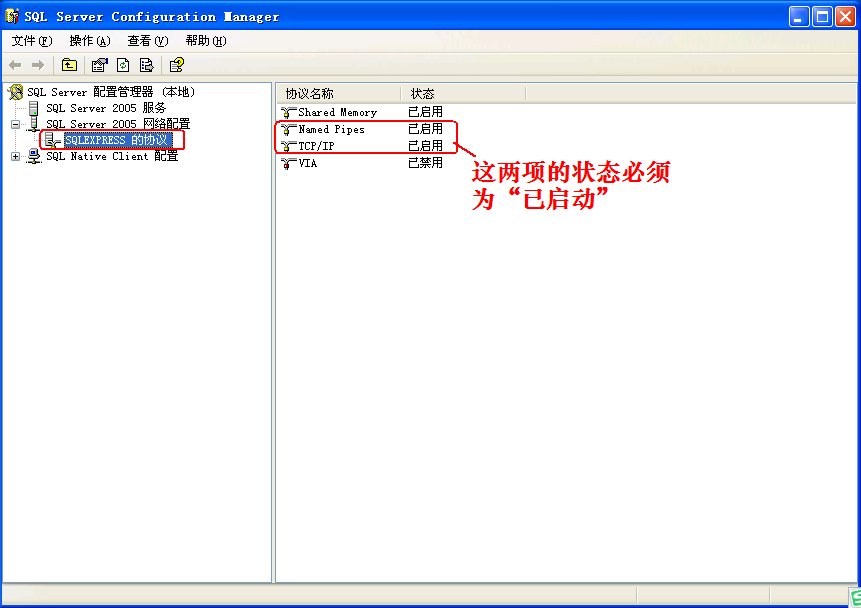 SQL Server Configuration Manager
文件(F) 操作(A) 查看(V) 帮助(H)
SQL Server 配置管理器 (本地)
SQL Server 2005 服务
SQL Server 2005 网络配置
SQLEXPRESS 的协议
SQL Native Client 配置
协议名称 状态
Shared Memory 已启用
Named Pipes 已启用
TCP/IP 已启用
VIA 已禁用
这两项的状态必须
为“已启动”